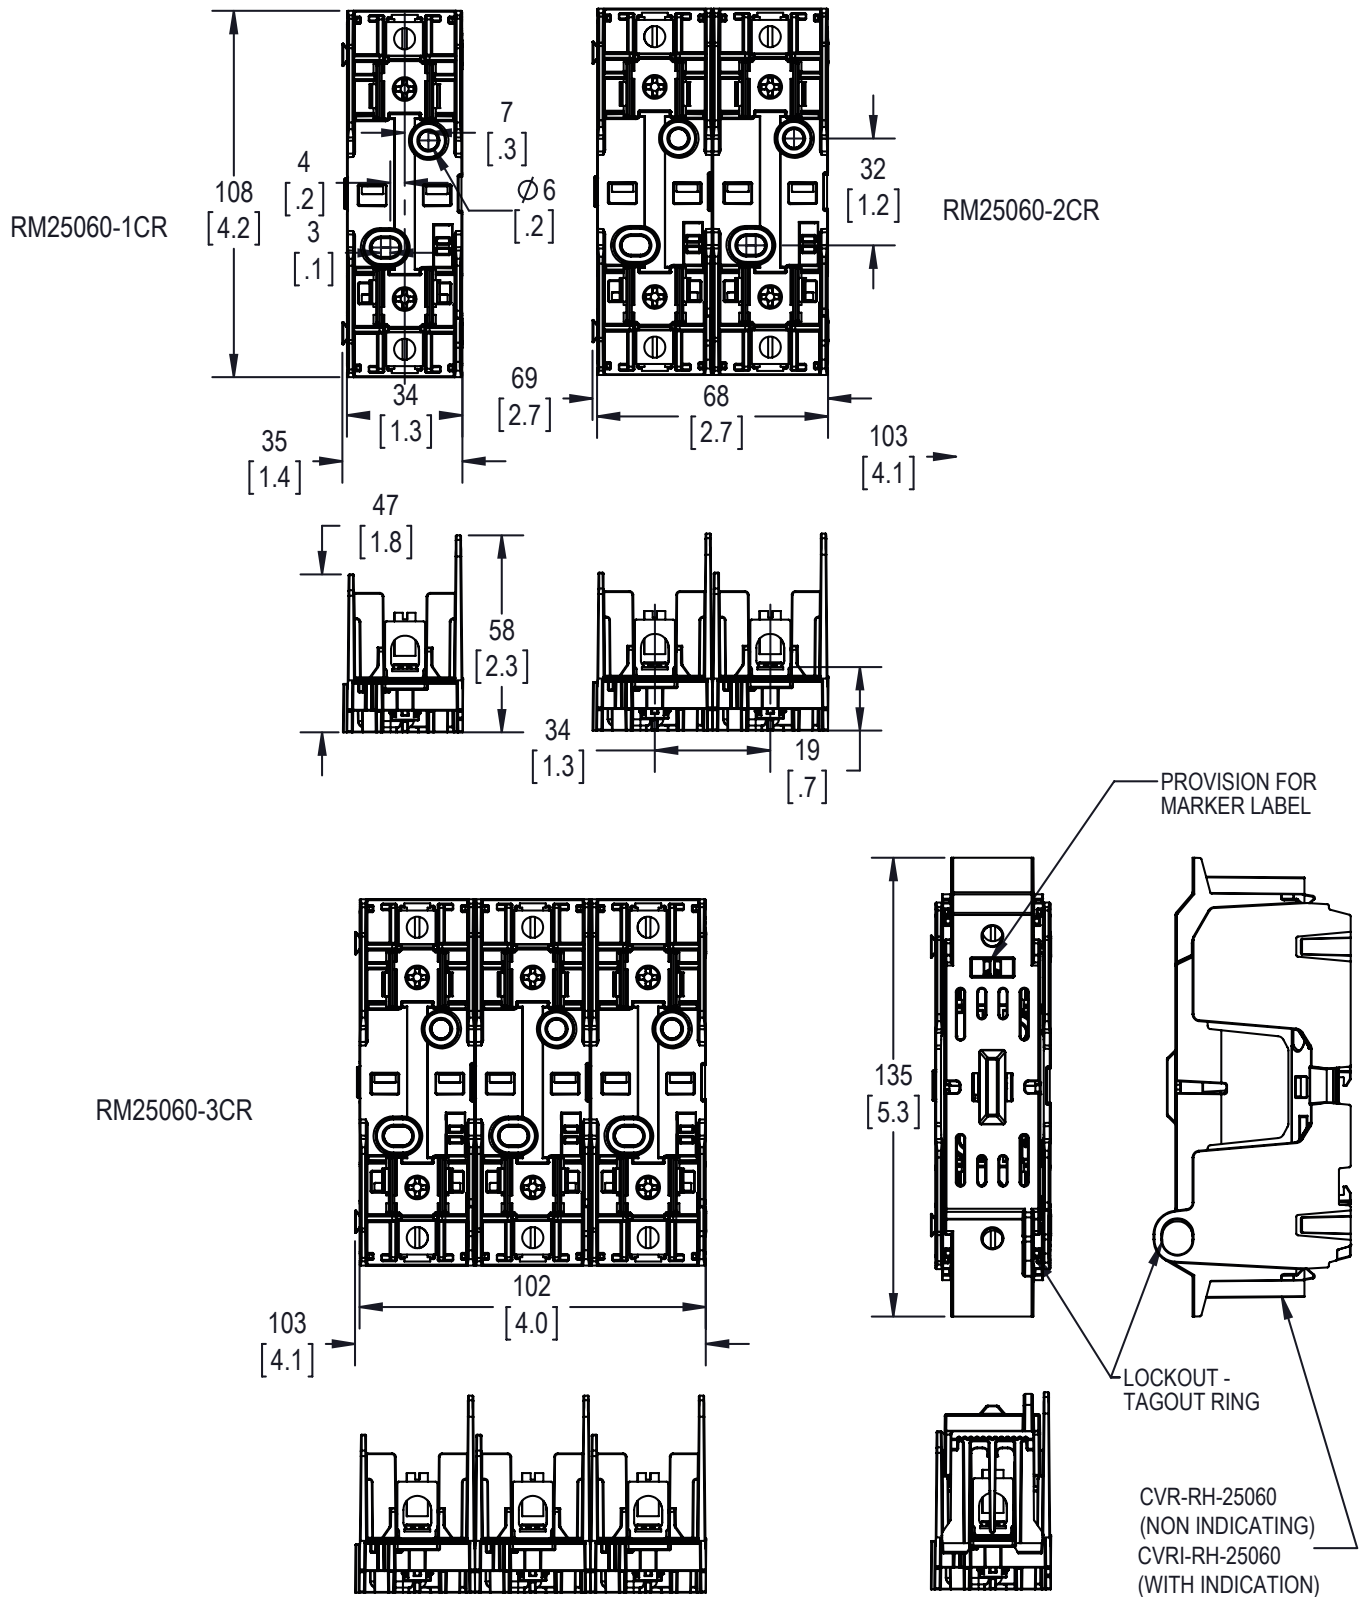 RM25060-1CR
108
[4.2]
4
[.2]
3
[.1]
7
[.3]
Ø6
[.2]
34
[1.3]
35
[1.4]
32
[1.2]
RM25060-2CR
69
[2.7]
68
[2.7]
103
[4.1]
47
[1.8]
58
[2.3]
34
[1.3]
19
[.7]
PROVISION FOR
MARKER LABEL
RM25060-3CR
135
[5.3]
102
[4.0]
103
[4.1]
LOCKOUT -
TAGOUT RING
CVR-RH-25060
(NON INDICATING)
CVRI-RH-25060
(WITH INDICATION)